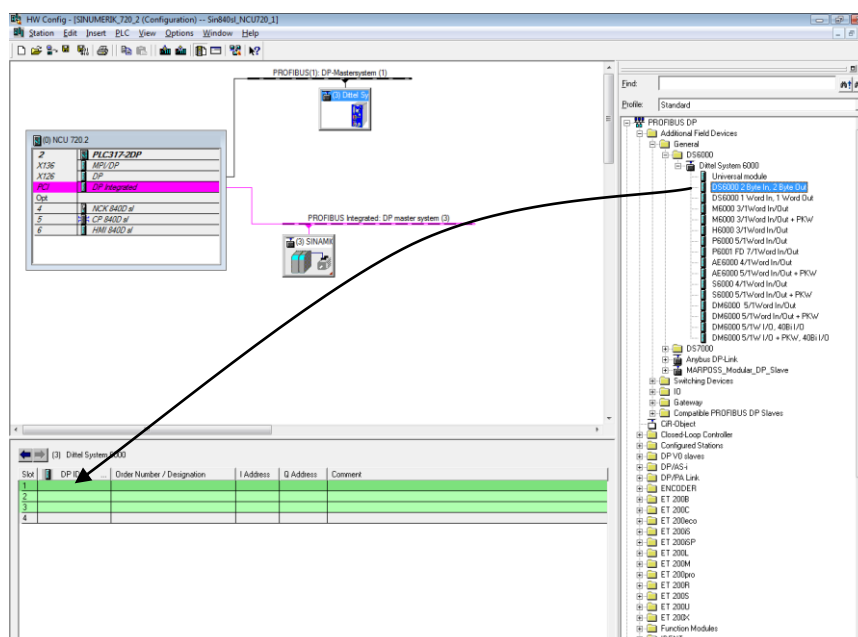 HW Config - [SINUMERIK_720_2 (Configuration) -- Sin840sl_NCU720_1]
Station Edit Insert PLC View Options Window Help
PROFIBUS(1): DP-Mastersystem (1)
(3) Dittel Sy
(0) NCU 720.2
2 PLC317-2DP
X136 MPI/DP
X126 DP
PCI DP Integrated
Opt
4 NCK 840D sl
5 CP 840D sl
6 HMI 840D sl
PROFIBUS Integrated: DP master system (3)
(3) SINAMI
(3) Dittel System 6000
Slot DP ID ... Order Number / Designation I Address Q Address Comment
1
2
3
4
Find:
Profile: Standard
PROFIBUS DP
Additional Field Devices
General
DS6000
Dittel System 6000
Universal module
DS6000 2 Byte In, 2 Byte Out
DS6000 1 Word In, 1 Word Out
M6000 3/1Word In/Out
M6000 3/1Word In/Out + PKW
H6000 3/1Word In/Out
P6000 5/1Word In/Out
P6001 FD 7/1Word In/Out
AE6000 4/1Word In/Out
AE6000 5/1Word In/Out + PKW
S6000 4/1Word In/Out
S6000 5/1Word In/Out + PKW
DM6000 5/1Word In/Out
DM6000 5/1Word In/Out + PKW
DM6000 5/1W I/O, 40Bi I/O
DM6000 5/1W I/O + PKW, 40Bi I/O
DS7000
Anybus DP-Link
MARPOSS_Modular_DP_Slave
Switching Devices
IO
Gateway
Compatible PROFIBUS DP Slaves
CiR-Object
Closed-Loop Controller
Configured Stations
DP V0 slaves
DP/AS-i
DP/PA Link
ENCODER
ET 200B
ET 200C
ET 200eco
ET 200iS
ET 200iSP
ET 200L
ET 200M
ET 200pro
ET 200R
ET 200S
ET 200U
ET 200X
Function Modules